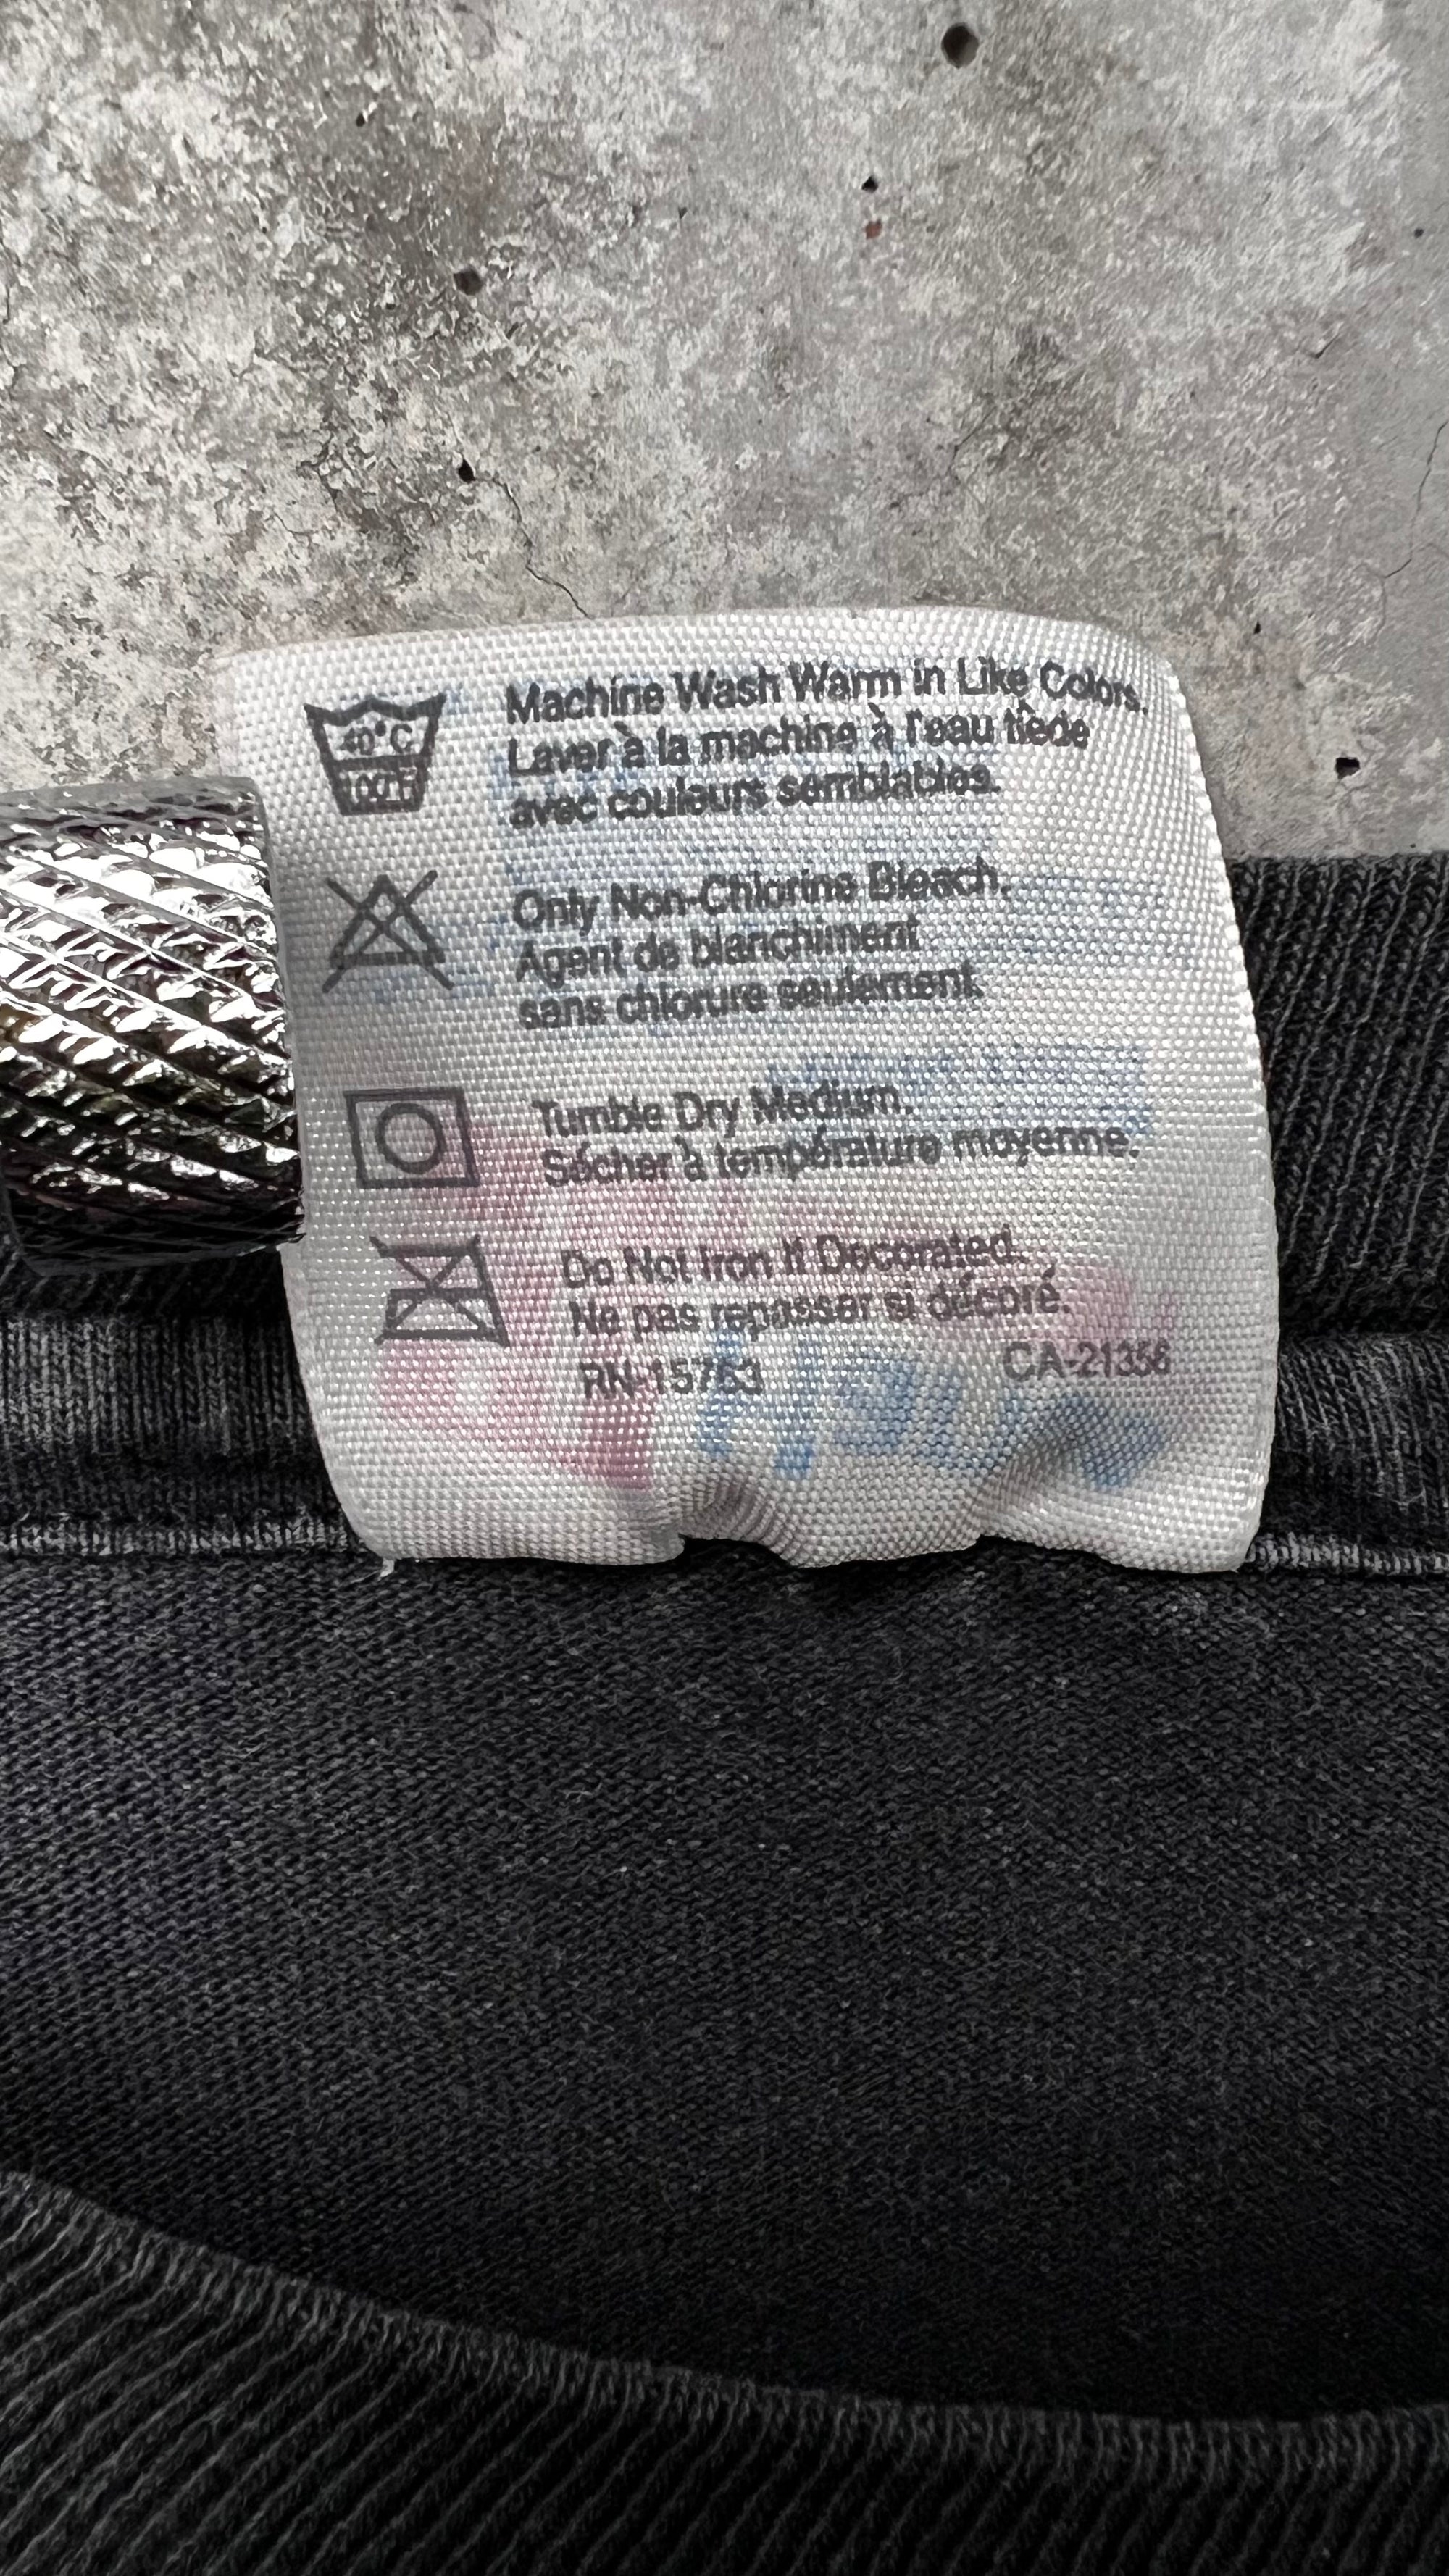 40°C
100°F
Machine Wash Warm in Like Colors.
Laver à la machine à l'eau tiède
avec couleurs semblables.
Only Non-Chlorine Bleach.
Agent de blanchiment
sans chlorure seulement
Tumble Dry Medium.
Sécher à température moyenne.
Do Not Iron If Decorated.
Ne pas repasser si décoré.
RN-15763 CA-21356